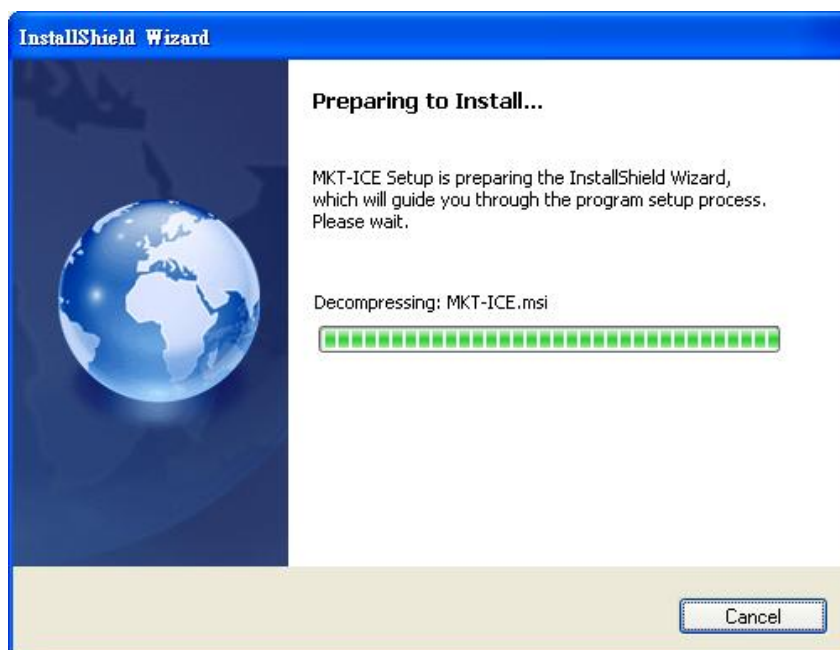 InstallShield Wizard
Preparing to Install...
MKT-ICE Setup is preparing the InstallShield Wizard,
which will guide you through the program setup process.
Please wait.
Decompressing: MKT-ICE.msi
Cancel